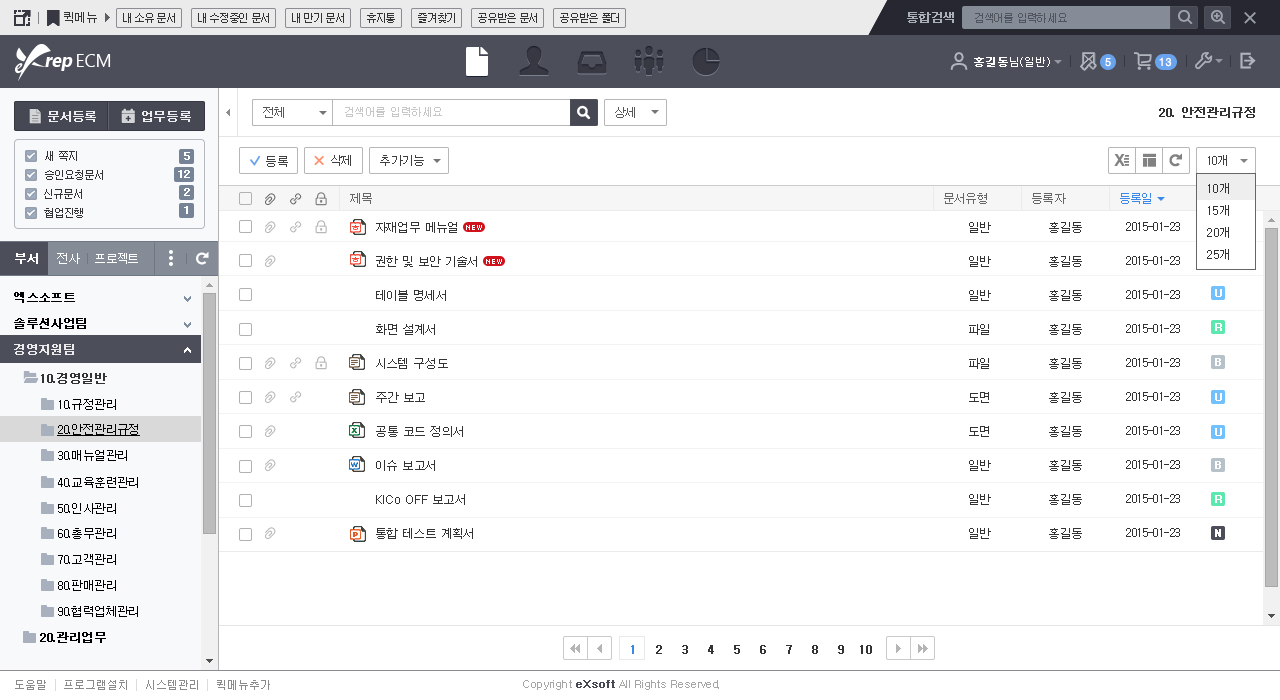 퀵메뉴 내 소유 문서 내 수정중인 문서 내 만기 문서 휴지통 즐겨찾기 공유받은 문서 공유받은 폴더 통합검색 검색어를 입력하세요
Xrep ECM 홍길동님(일반) 5 13
문서등록 업무등록
새 쪽지 5
승인요청문서 12
신규문서 2
협업진행 1
부서 전사 프로젝트
엑스소프트
솔루션사업팀
경영지원팀
10.경영일반
10.규정관리
20.안전관리규정
30.매뉴얼관리
40.교육훈련관리
50.인사관리
60.총무관리
70.고객관리
80.판매관리
90.협력업체관리
20.관리업무
전체 검색어를 입력하세요 상세 20. 안전관리규정
등록 삭제 추가기능 10개
10개
15개
20개
25개
제목 문서유형 등록자 등록일
자재업무 메뉴얼 NEW 일반 홍길동 2015-01-23
권한 및 보안 기술서 NEW 일반 홍길동 2015-01-23
테이블 명세서 일반 홍길동 2015-01-23 U
화면 설계서 파일 홍길동 2015-01-23 R
시스템 구성도 파일 홍길동 2015-01-23 B
주간 보고 도면 홍길동 2015-01-23 U
공통 코드 정의서 도면 홍길동 2015-01-23 U
이슈 보고서 일반 홍길동 2015-01-23 B
KICo OFF 보고서 일반 홍길동 2015-01-23 R
통합 테스트 계획서 일반 홍길동 2015-01-23 N
1 2 3 4 5 6 7 8 9 10
도움말 프로그램설치 시스템관리 퀵메뉴추가 Copyright eXsoft All Rights Reserved.